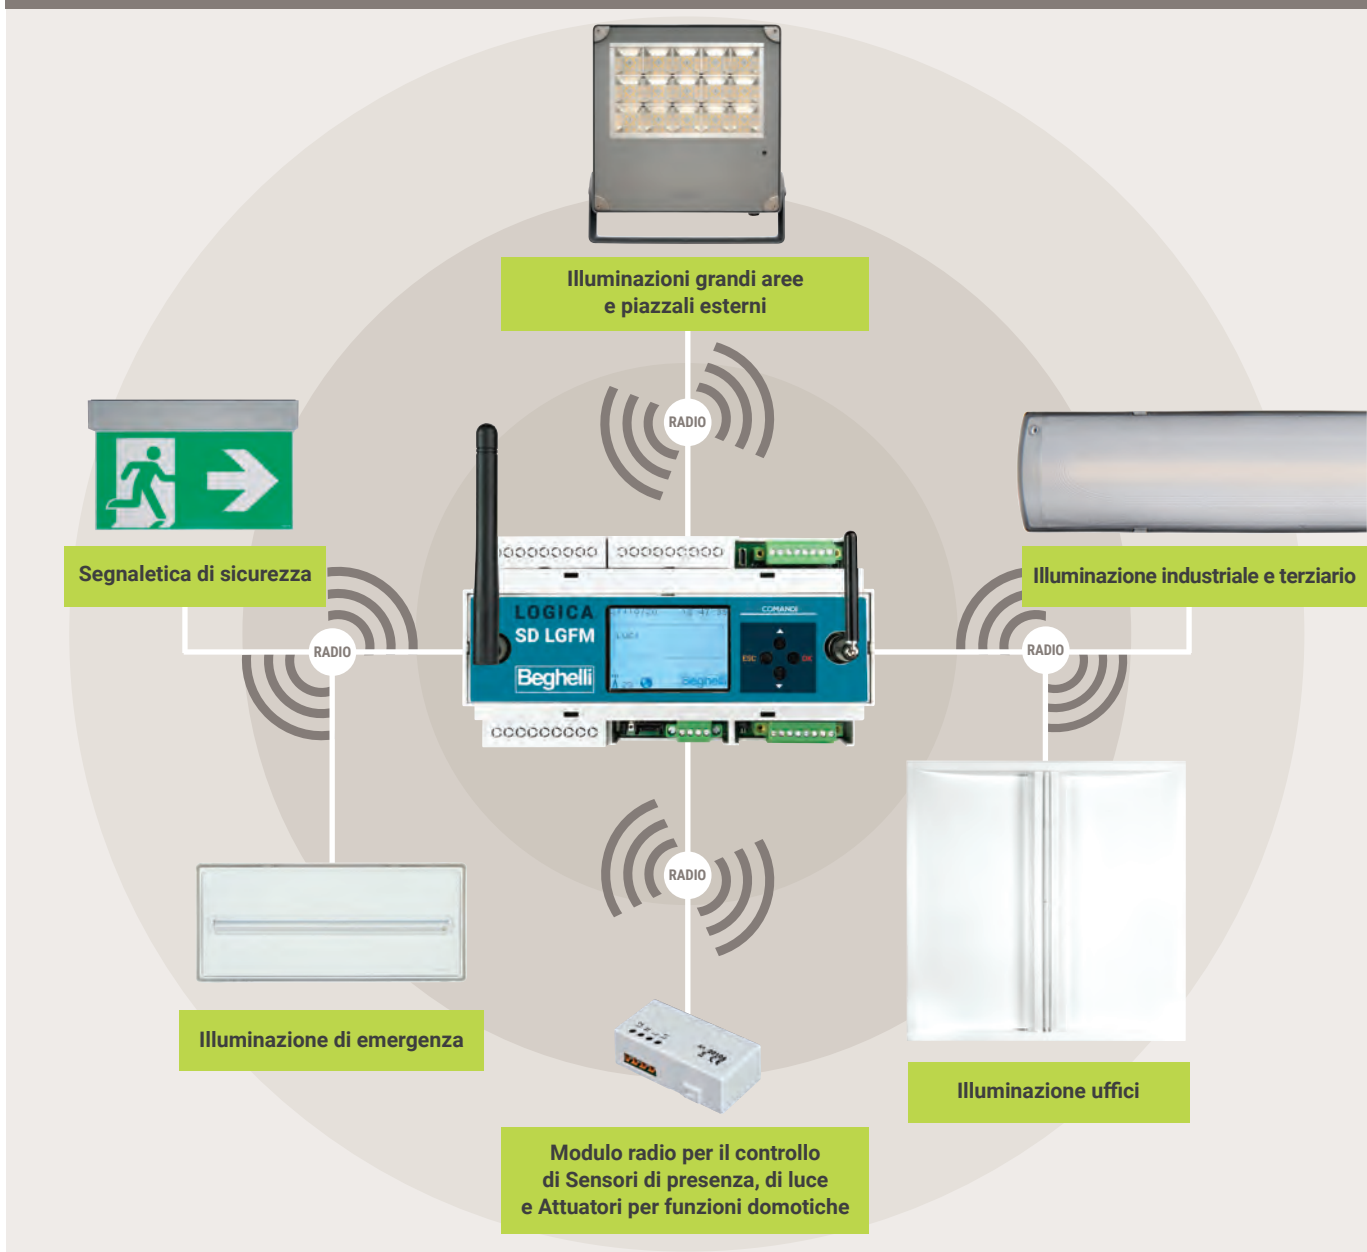 Illuminazioni grandi aree
e piazzali esterni
RADIO
Segnaletica di sicurezza
Illuminazione industriale e terziario
LOGICA
SD LGFM
Beghelli
COMANDI
ESC
OK
LUCI
Beghelli
RADIO
RADIO
RADIO
Illuminazione di emergenza
Illuminazione uffici
Modulo radio per il controllo
di Sensori di presenza, di luce
e Attuatori per funzioni domotiche